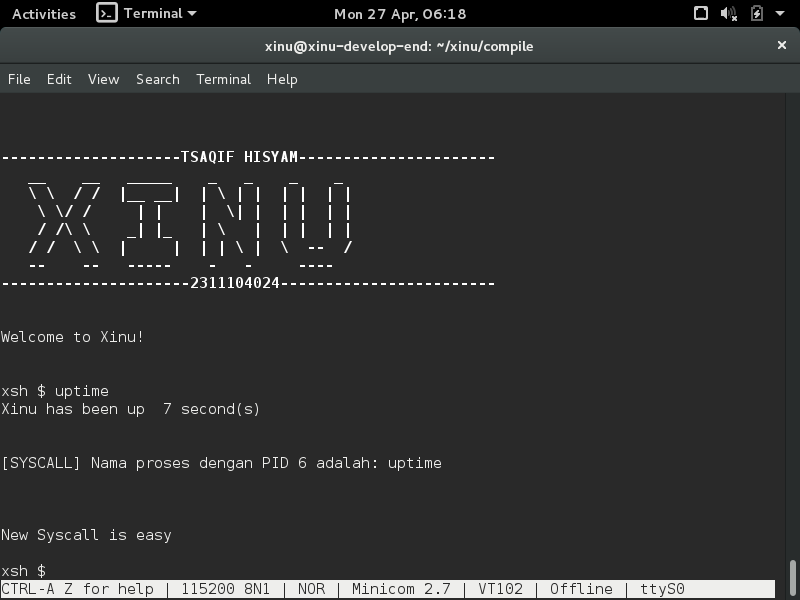 Activities Terminal Mon 27 Apr, 06:18
xinu@xinu-develop-end: ~/xinu/compile ×
File Edit View Search Terminal Help
--------------------TSAQIF HISYAM----------------------
   __    __   _____    _   _    _    _
   \ \  / /  |__ __|  | \ | |  | |  | |
    \ \/ /     | |    |  \| |  | |  | |
    / /\ \    _| |_   | \   |  | |  | |
   / /  \ \  |     |  | | \ |  \  --  /
   --    --   -----    -   -     ----
---------------------2311104024------------------------
Welcome to Xinu!
xsh $ uptime
Xinu has been up  7 second(s)
[SYSCALL] Nama proses dengan PID 6 adalah: uptime
New Syscall is easy
xsh $
CTRL-A Z for help | 115200 8N1 | NOR | Minicom 2.7 | VT102 | Offline | ttyS0